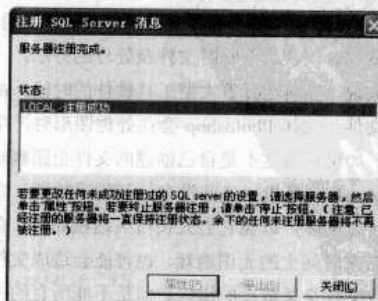 注册 SQL Server 消息
服务器注册完成。
状态:
LOCAL - 注册成功
若要更改任何未成功注册过的 SQL server 的设置，请选择服务器，然后
单击"属性"按钮。若要终止服务器注册，请单击"停止"按钮。( 注意: 已
经注册的服务器将一直保持注册状态。余下的任何未注册服务器将不再
被注册。)
属性(P)
停止(S)
关闭(C)